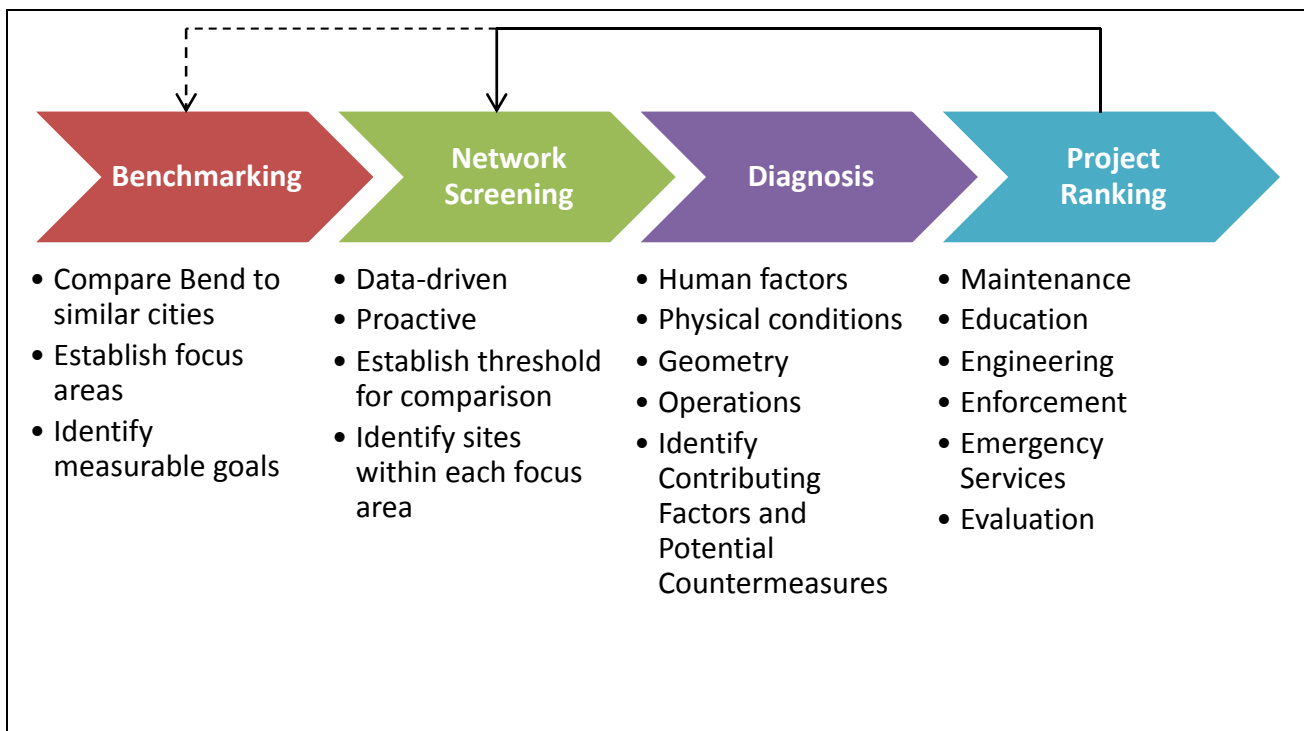 Benchmarking
• Compare Bend to
similar cities
• Establish focus
areas
• Identify
measurable goals
Network
Screening
• Data-driven
• Proactive
• Establish threshold
for comparison
• Identify sites
within each focus
area
Diagnosis
• Human factors
• Physical conditions
• Geometry
• Operations
• Identify
Contributing
Factors and
Potential
Countermeasures
Project
Ranking
• Maintenance
• Education
• Engineering
• Enforcement
• Emergency
Services
• Evaluation